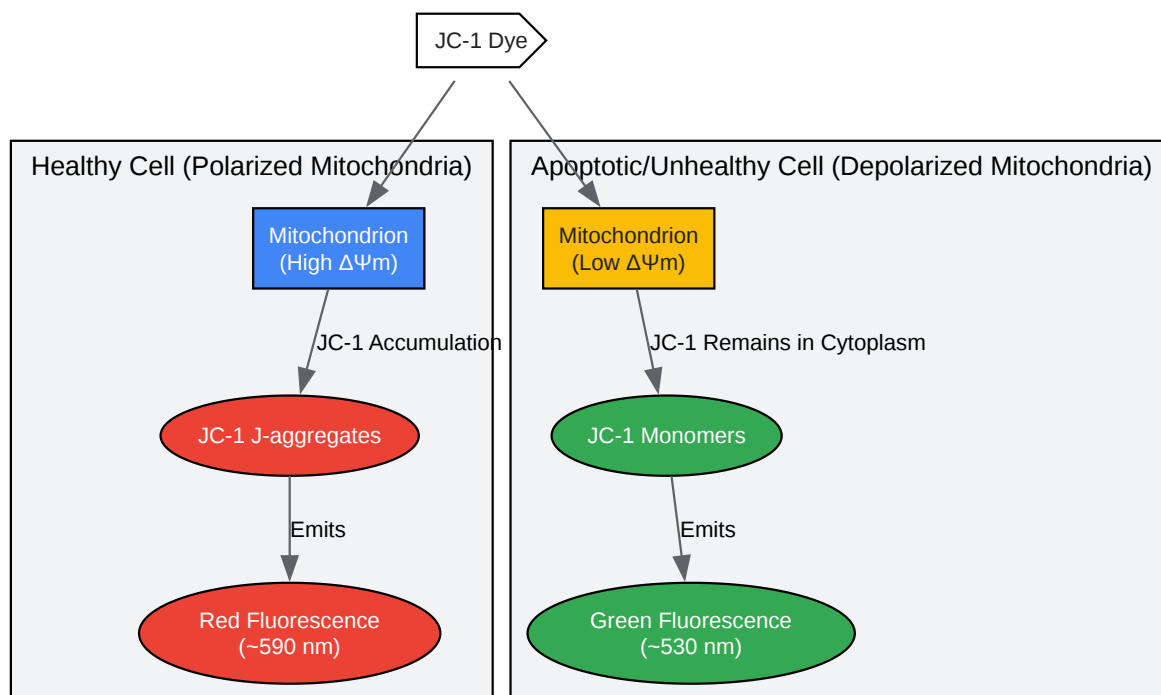 JC-1 Dye
Healthy Cell (Polarized Mitochondria)
Mitochondrion
(High ΔΨm)
JC-1 Accumulation
JC-1 J-aggregates
Emits
Red Fluorescence
(~590 nm)
Apoptotic/Unhealthy Cell (Depolarized Mitochondria)
Mitochondrion
(Low ΔΨm)
JC-1 Remains in Cytoplasm
JC-1 Monomers
Emits
Green Fluorescence
(~530 nm)